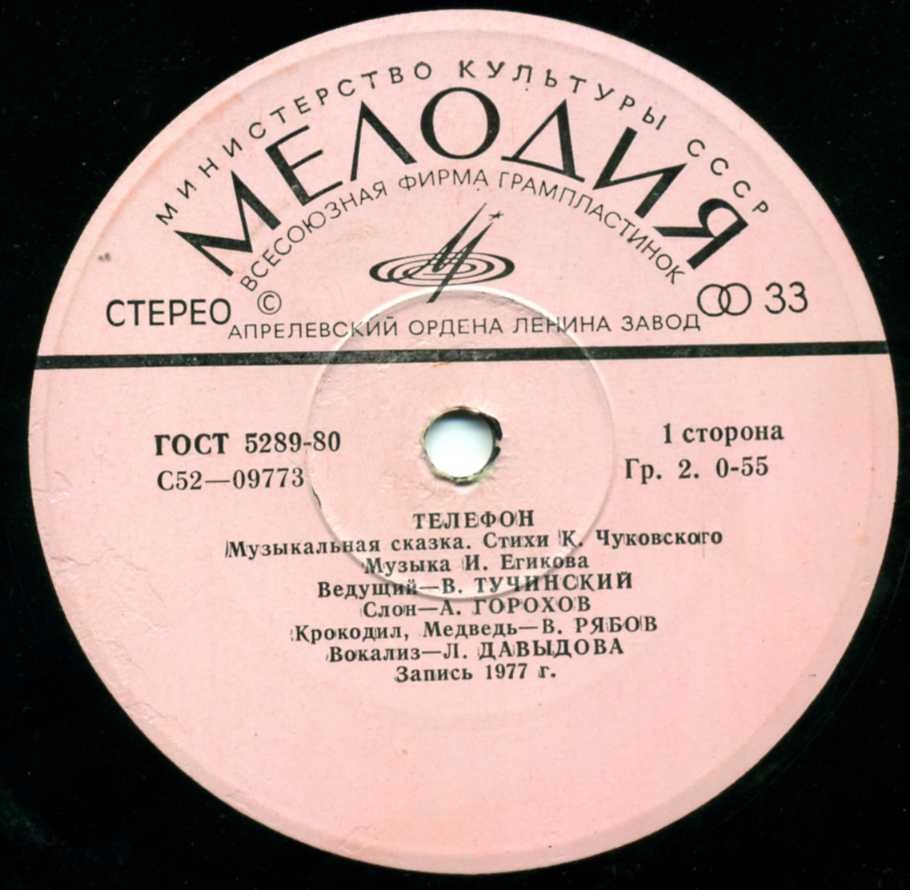 МИНИСТЕРСТВО КУЛЬТУРЫ СССР
МЕЛОДИЯ
ВСЕСОЮЗНАЯ ФИРМА ГРАМПЛАСТИНОК
СТЕРЕО © 33
АПРЕЛЕВСКИЙ ОРДЕНА ЛЕНИНА ЗАВОД
ГОСТ 5289-80
С52—09773
1 сторона
Гр. 2. 0-55
ТЕЛЕФОН
Музыкальная сказка. Стихи К. Чуковского
Музыка И. Егикова
Ведущий—В. ТУЧИНСКИЙ
Слон—А. ГОРОХОВ
Крокодил, Медведь—В. РЯБОВ
Вокализ—Л. ДАВЫДОВА
Запись 1977 г.